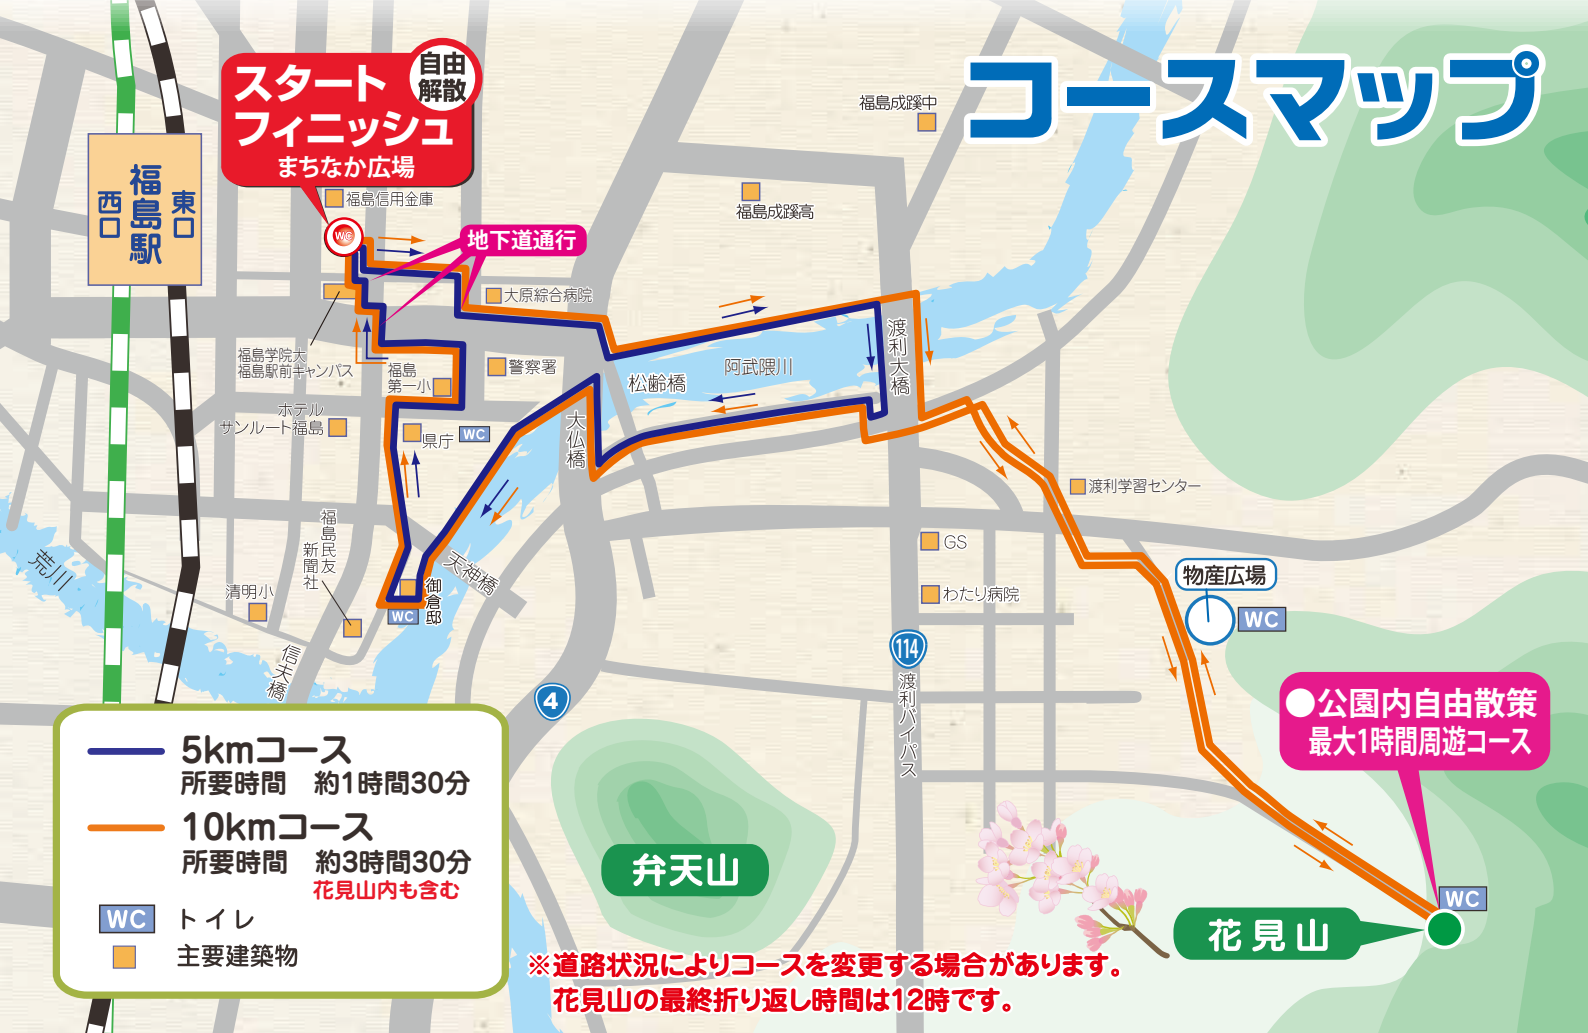 コースマップ
自由
解散
スタート
フィニッシュ
まちなか広場
福島信用金庫
WC
地下道通行
福島成蹊中
福島成蹊高
西口
福島駅
東口
大原綜合病院
福島学院大
福島駅前キャンパス
福島
第一小
警察署
松齢橋
阿武隈川
渡利大橋
ホテル
サンルート福島
県庁
WC
大仏橋
渡利学習センター
荒川
福島民友
新聞社
清明小
天神橋
御倉邸
WC
GS
わたり病院
物産広場
WC
信夫橋
114
渡利バイパス
4
●公園内自由散策
最大1時間周遊コース
WC
花見山
弁天山
5kmコース
所要時間 約1時間30分
10kmコース
所要時間 約3時間30分
花見山内も含む
WC トイレ
主要建築物
※道路状況によりコースを変更する場合があります。
花見山の最終折り返し時間は12時です。